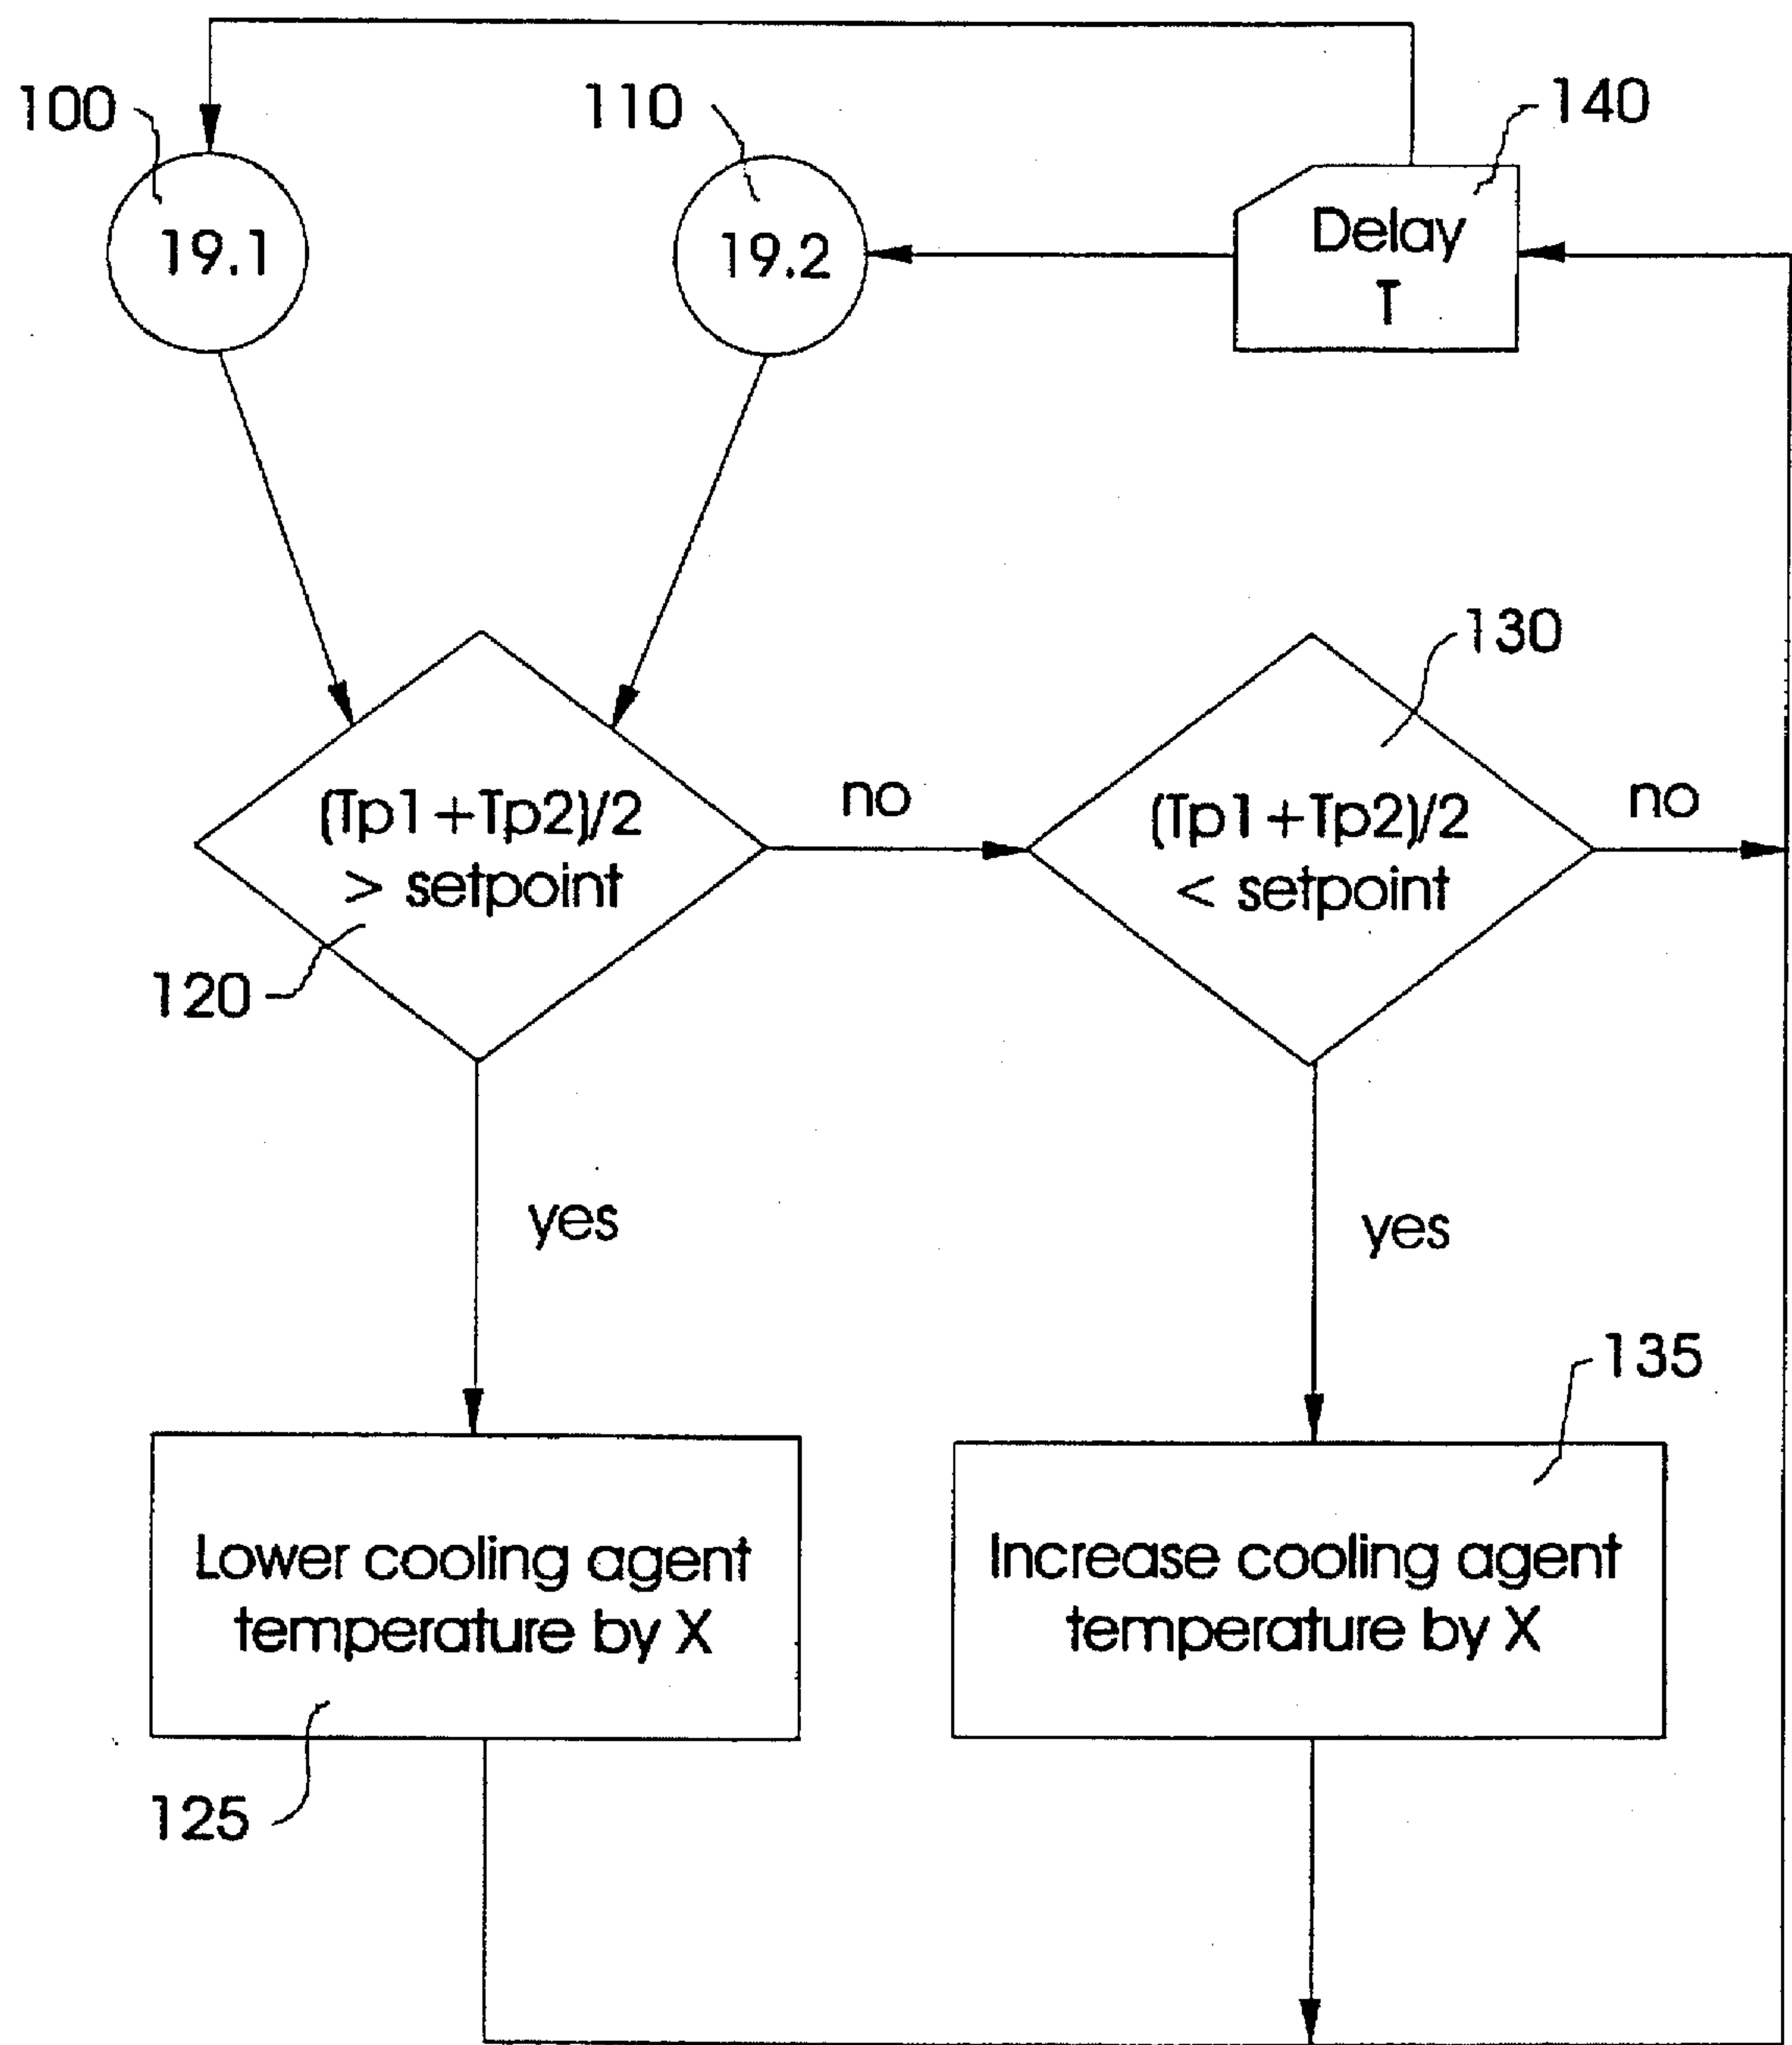 100
110
140
19.1
19.2
Delay
T
130
(Tp1+Tp2)/2
> setpoint
no
(Tp1+Tp2)/2
< setpoint
no
120
yes
yes
135
Lower cooling agent
temperature by X
Increase cooling agent
temperature by X
125